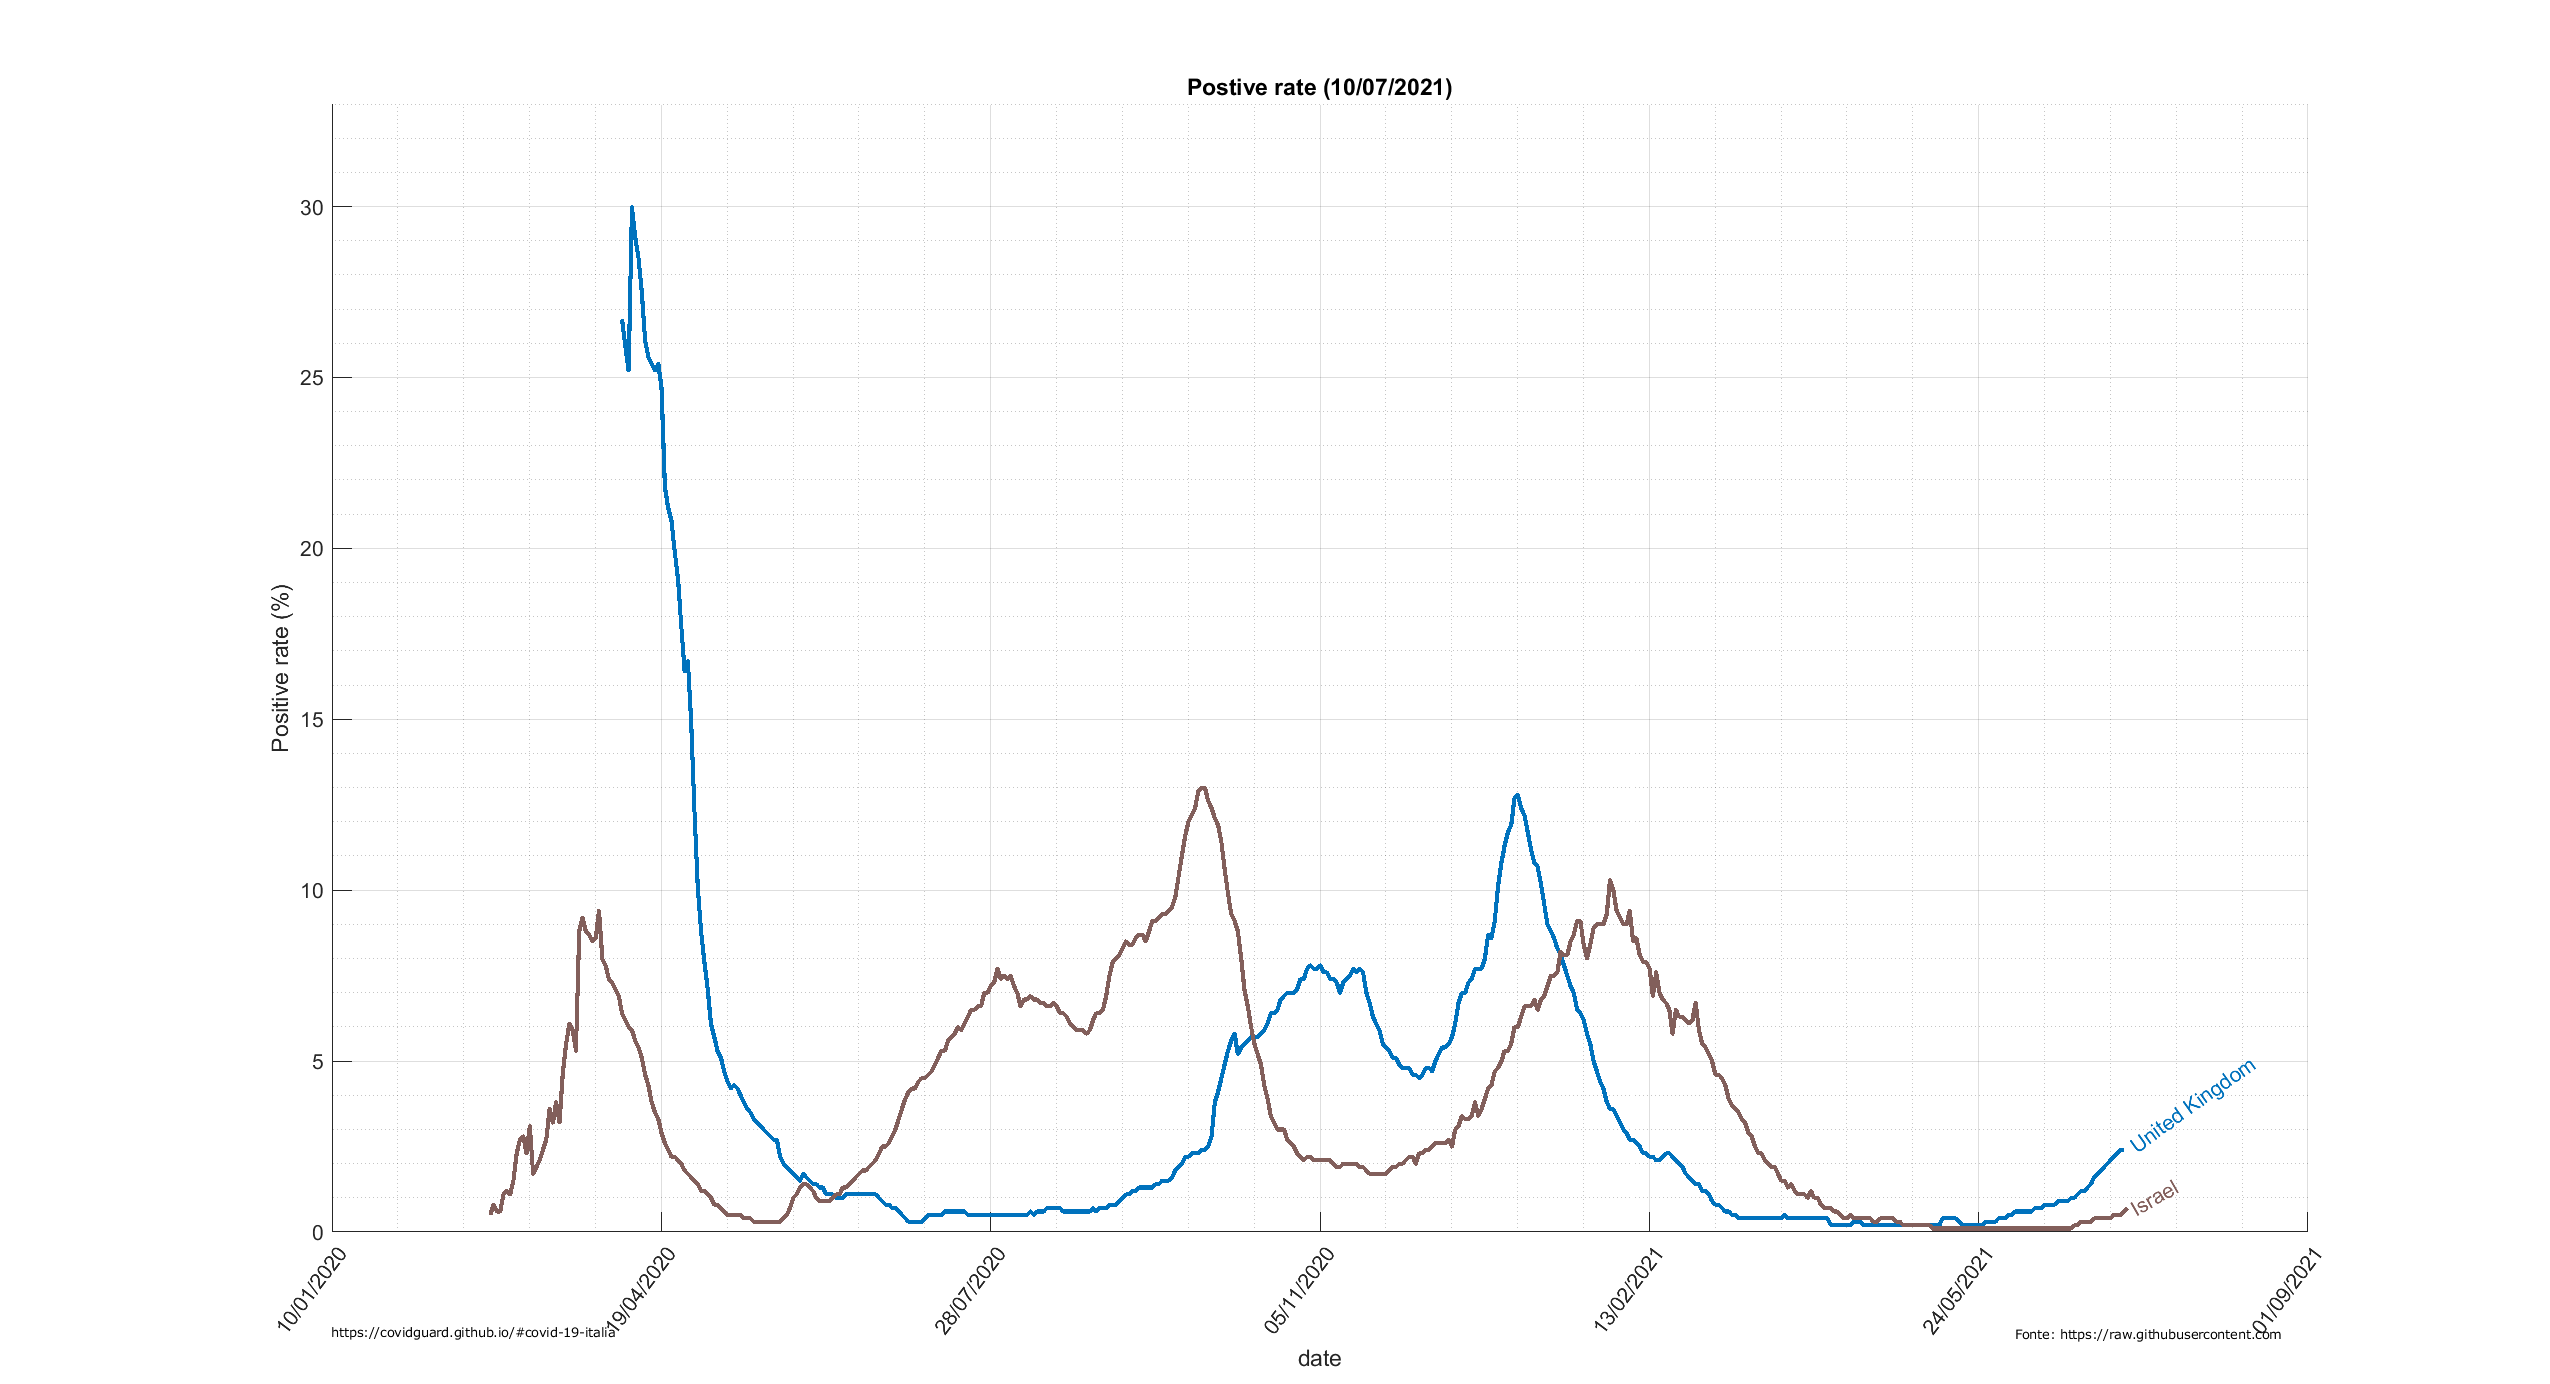 Postive rate (10/07/2021)
Positive rate (%)
30
25
20
15
10
5
0
United Kingdom
Israel
10/01/2020
19/04/2020
28/07/2020
05/11/2020
13/02/2021
24/05/2021
01/09/2021
https://covidguard.github.io/#covid-19-italia
Fonte: https://raw.githubusercontent.com
date